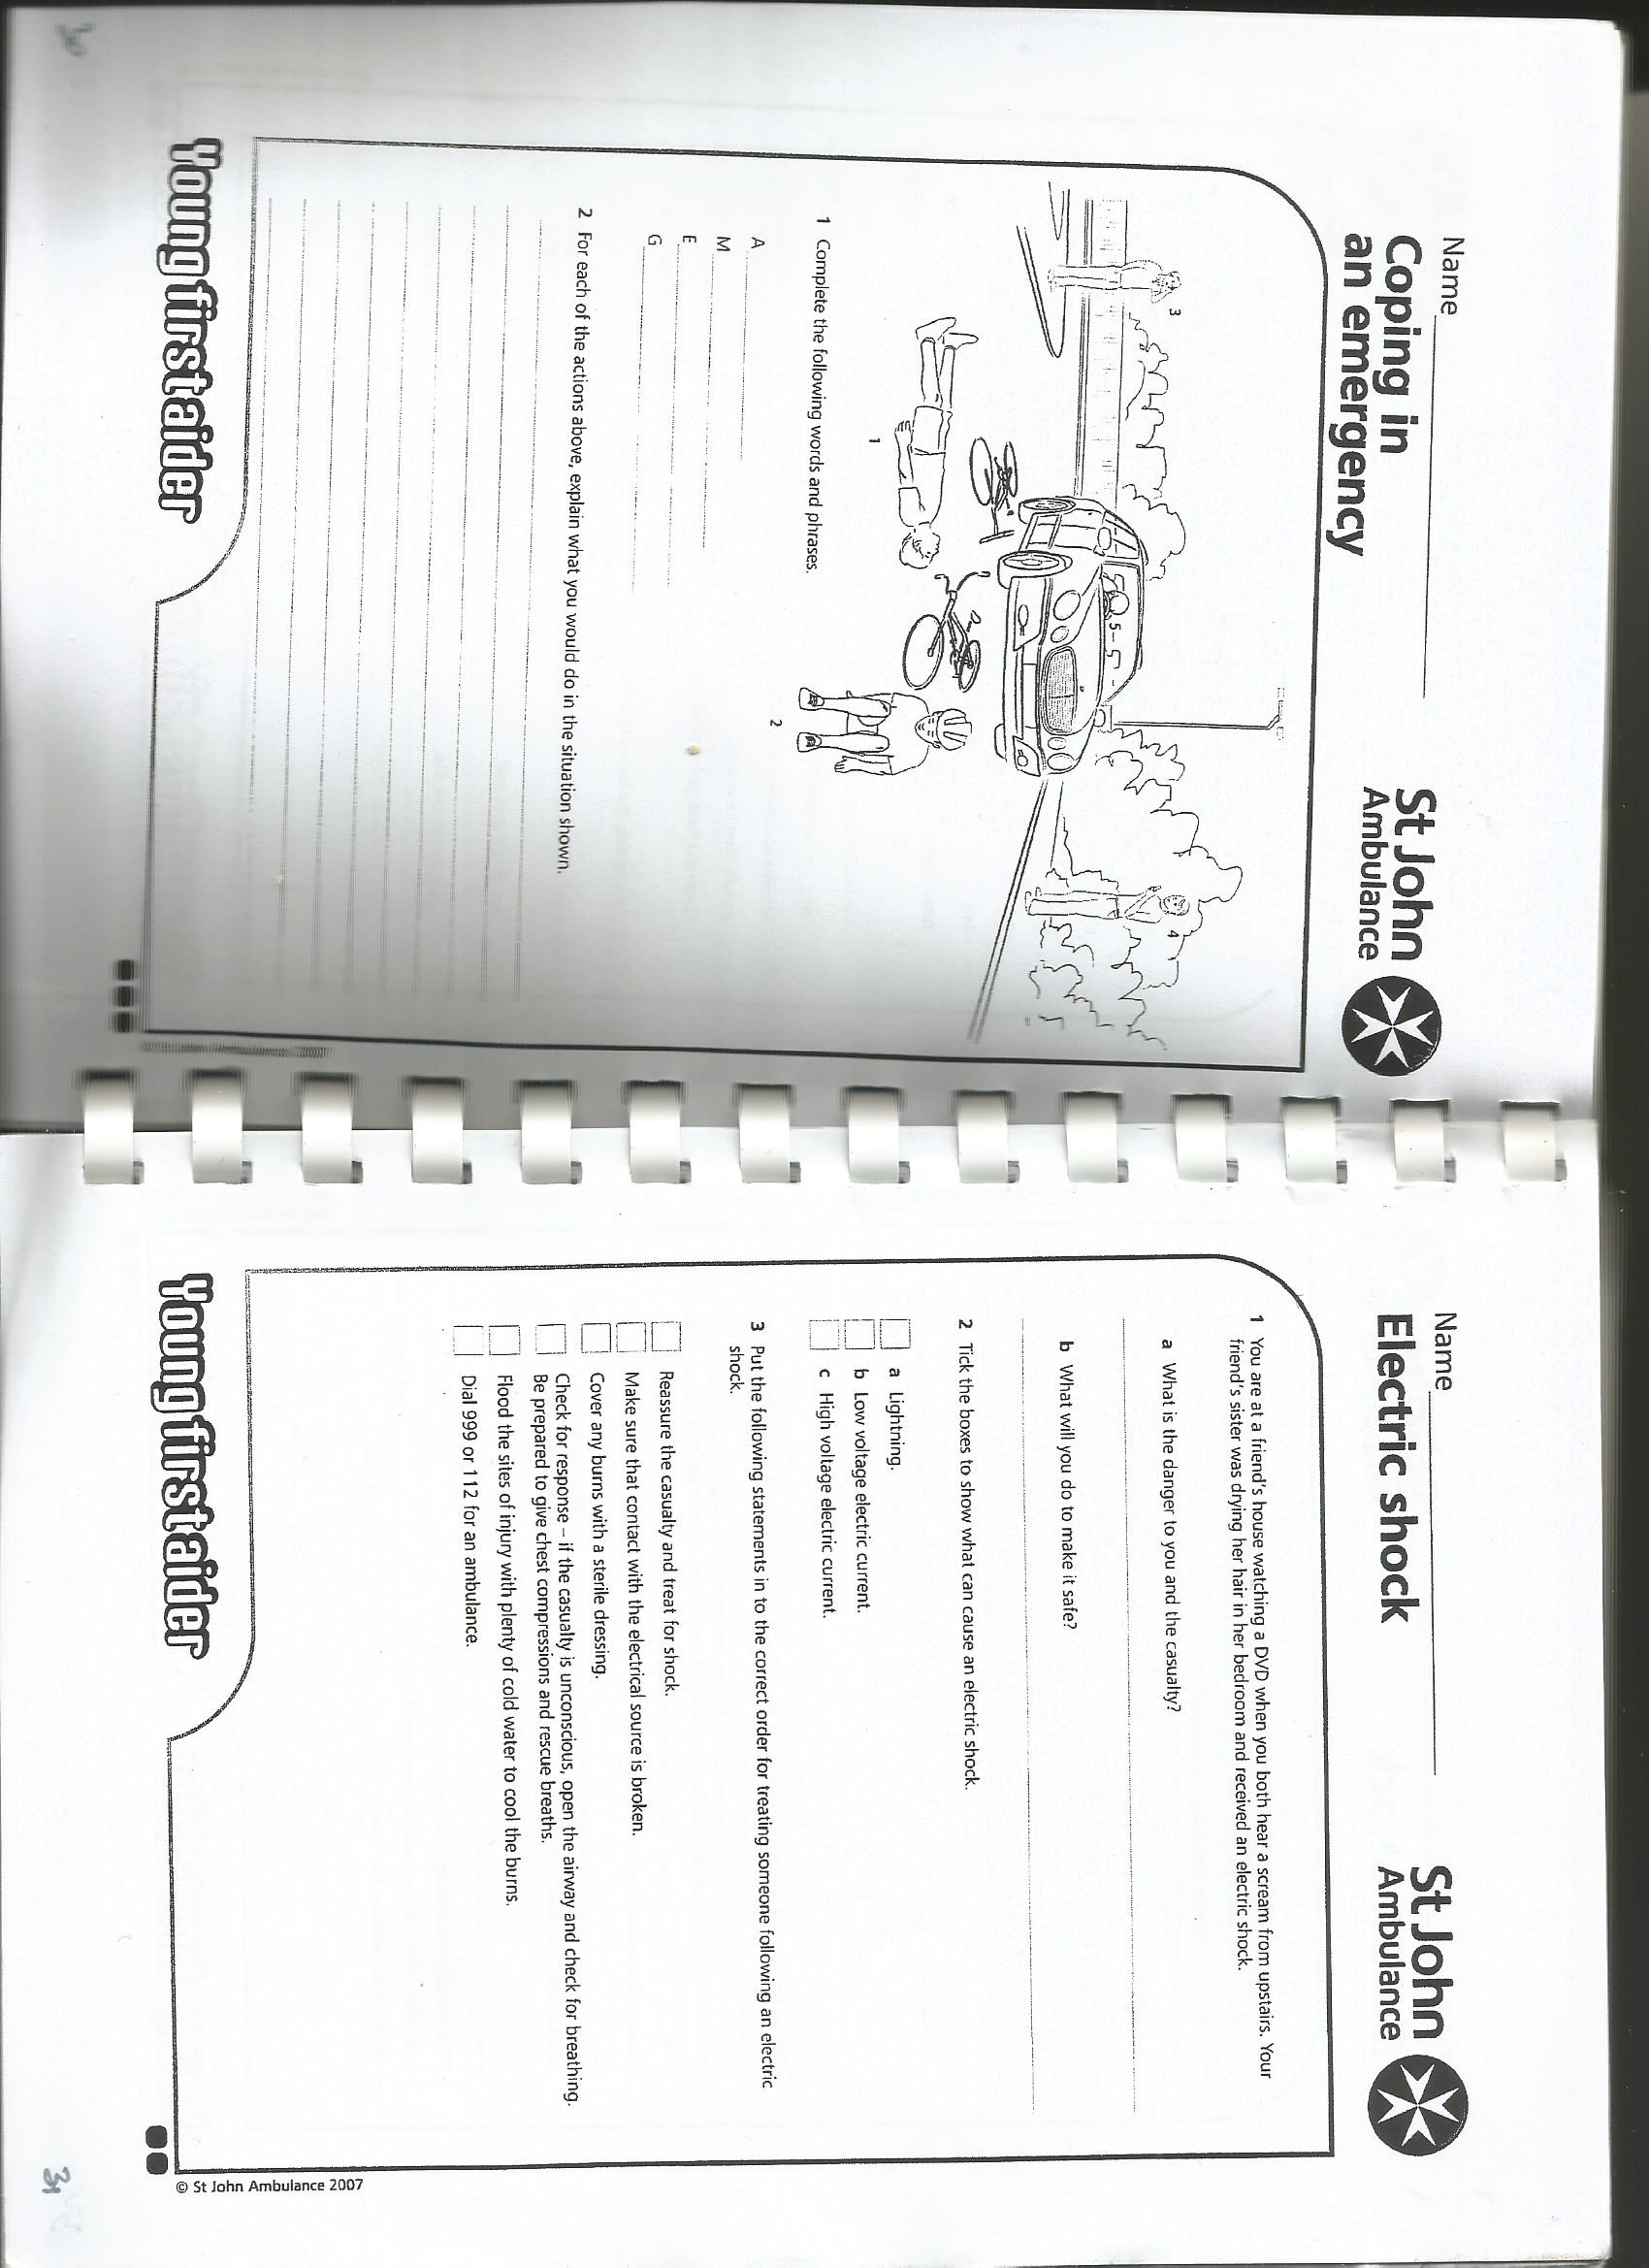 Name
Coping in
an emergency
St John
Ambulance
3
4
5
1
2
1 Complete the following words and phrases.
A
M
E
G
2 For each of the actions above, explain what you would do in the situation shown.
Young first aider
30
Name
Electric shock
St John
Ambulance
1 You are at a friend's house watching a DVD when you both hear a scream from upstairs. Your
friend's sister was drying her hair in her bedroom and received an electric shock.
a What is the danger to you and the casualty?
b What will you do to make it safe?
2 Tick the boxes to show what can cause an electric shock.
a Lightning.
b Low voltage electric current.
c High voltage electric current.
3 Put the following statements in to the correct order for treating someone following an electric
shock.
Reassure the casualty and treat for shock.
Make sure that contact with the electrical source is broken.
Cover any burns with a sterile dressing.
Check for response – if the casualty is unconscious, open the airway and check for breathing.
Be prepared to give chest compressions and rescue breaths.
Flood the sites of injury with plenty of cold water to cool the burns.
Dial 999 or 112 for an ambulance.
Young first aider
© St John Ambulance 2007
31